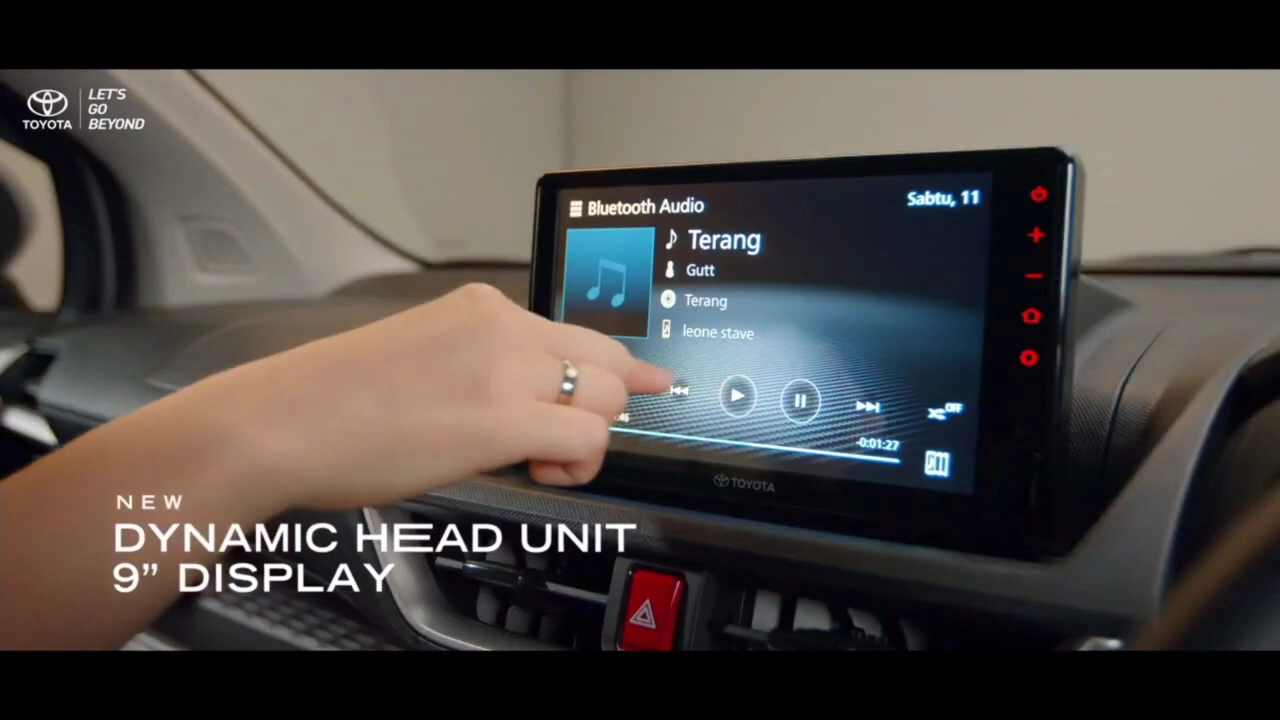 TOYOTA
LET'S
GO
BEYOND
Bluetooth Audio
Sabtu, 11
Terang
Gutt
Terang
leone stave
OFF
-0:01:27
TOYOTA
NEW
DYNAMIC HEAD UNIT
9” DISPLAY